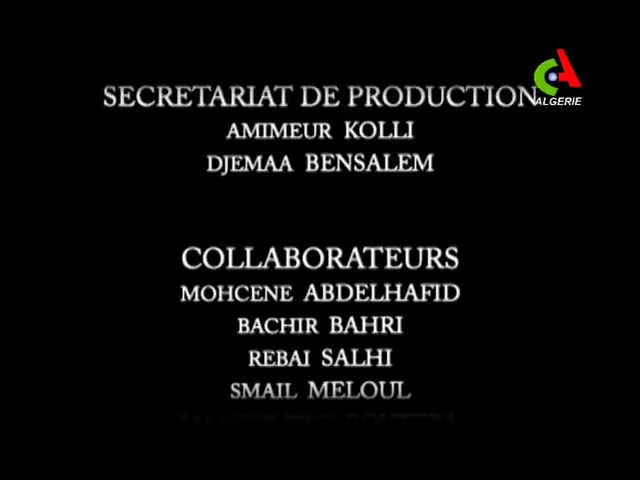 SECRETARIAT DE PRODUCTION
ALGERIE
AMIMEUR KOLLI
DJEMAA BENSALEM
COLLABORATEURS
MOHCENE ABDELHAFID
BACHIR BAHRI
REBAI SALHI
SMAIL MELOUL